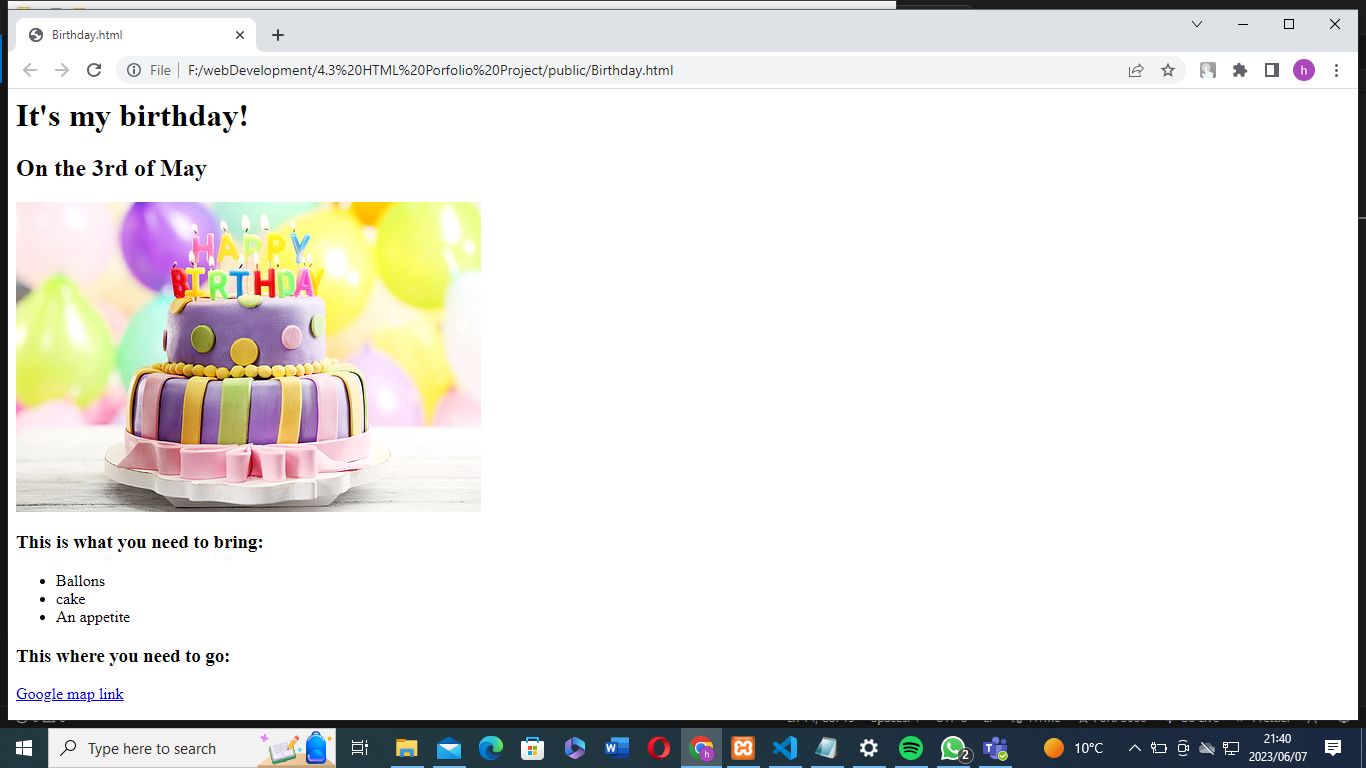 Birthday.html
File
F:/webDevelopment/4.3%20HTML%20Porfolio%20Project/public/Birthday.html
h
It's my birthday!
On the 3rd of May
HAPPY
BIRTHDAY
This is what you need to bring:
Ballons
cake
An appetite
This where you need to go:
Google map link
Type here to search
2
10°C
21:40
2023/06/07